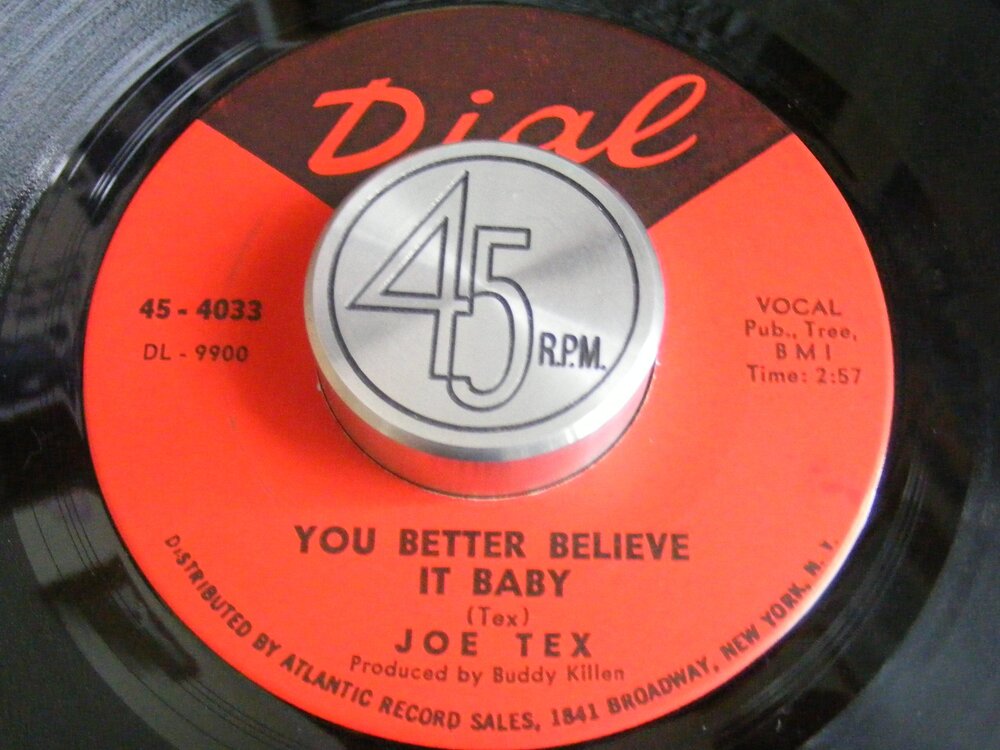 Dial
45 R.P.M.
45 - 4033
DL - 9900
VOCAL
Pub., Tree,
B M I
Time: 2:57
YOU BETTER BELIEVE
IT BABY
(Tex)
JOE TEX
Produced by Buddy Killen
DISTRIBUTED BY ATLANTIC RECORD SALES, 1841 BROADWAY, NEW YORK, N. Y.